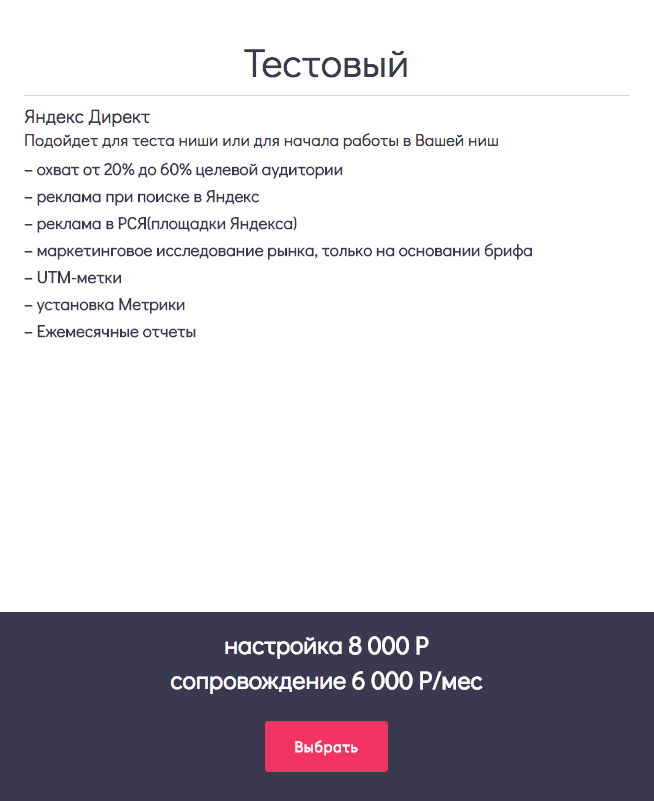 Тестовый
Яндекс Директ
Подойдет для теста ниши или для начала работы в Вашей ниш
– охват от 20% до 60% целевой аудитории
– реклама при поиске в Яндекс
– реклама в РСЯ(площадки Яндекса)
– маркетинговое исследование рынка, только на основании брифа
– UTM-метки
– установка Метрики
– Ежемесячные отчеты
настройка 8 000 Р
сопровождение 6 000 Р/мес
Выбрать